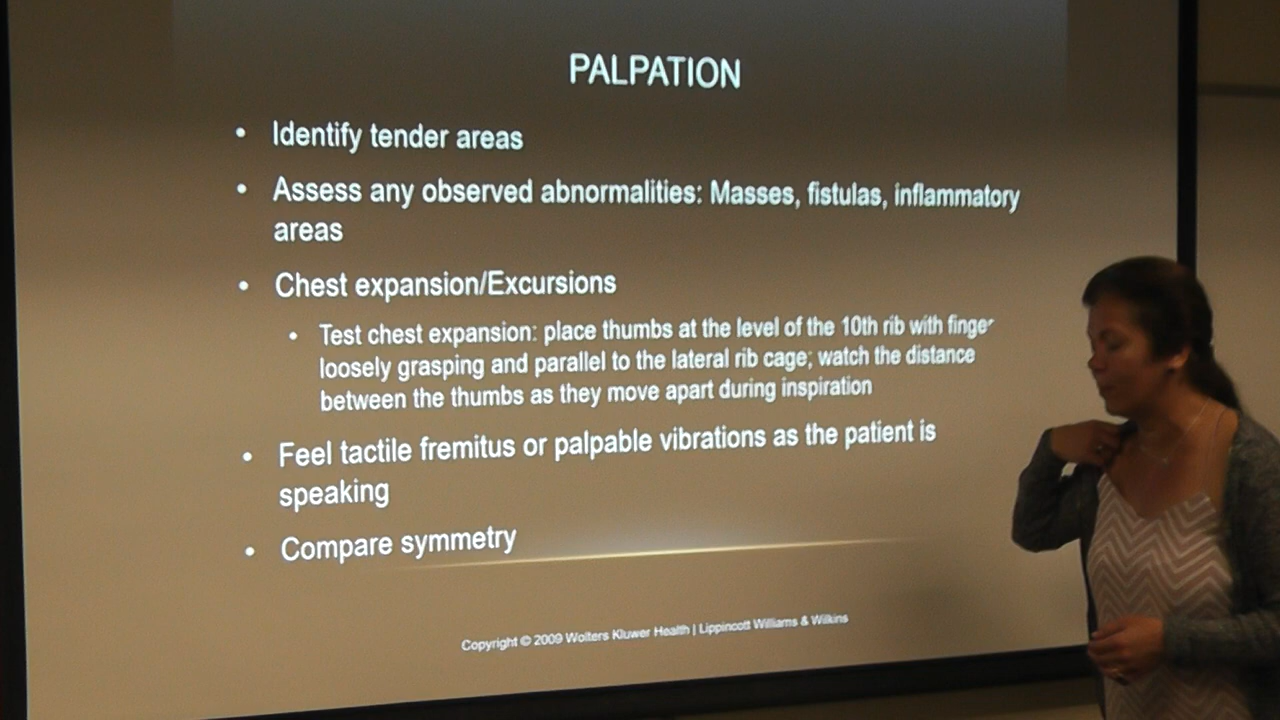 PALPATION
• Identify tender areas
• Assess any observed abnormalities: Masses, fistulas, inflammatory
areas
• Chest expansion/Excursions
• Test chest expansion: place thumbs at the level of the 10th rib with finger
loosely grasping and parallel to the lateral rib cage; watch the distance
between the thumbs as they move apart during inspiration
• Feel tactile fremitus or palpable vibrations as the patient is
speaking
• Compare symmetry
Copyright © 2009 Wolters Kluwer Health | Lippincott Williams & Wilkins